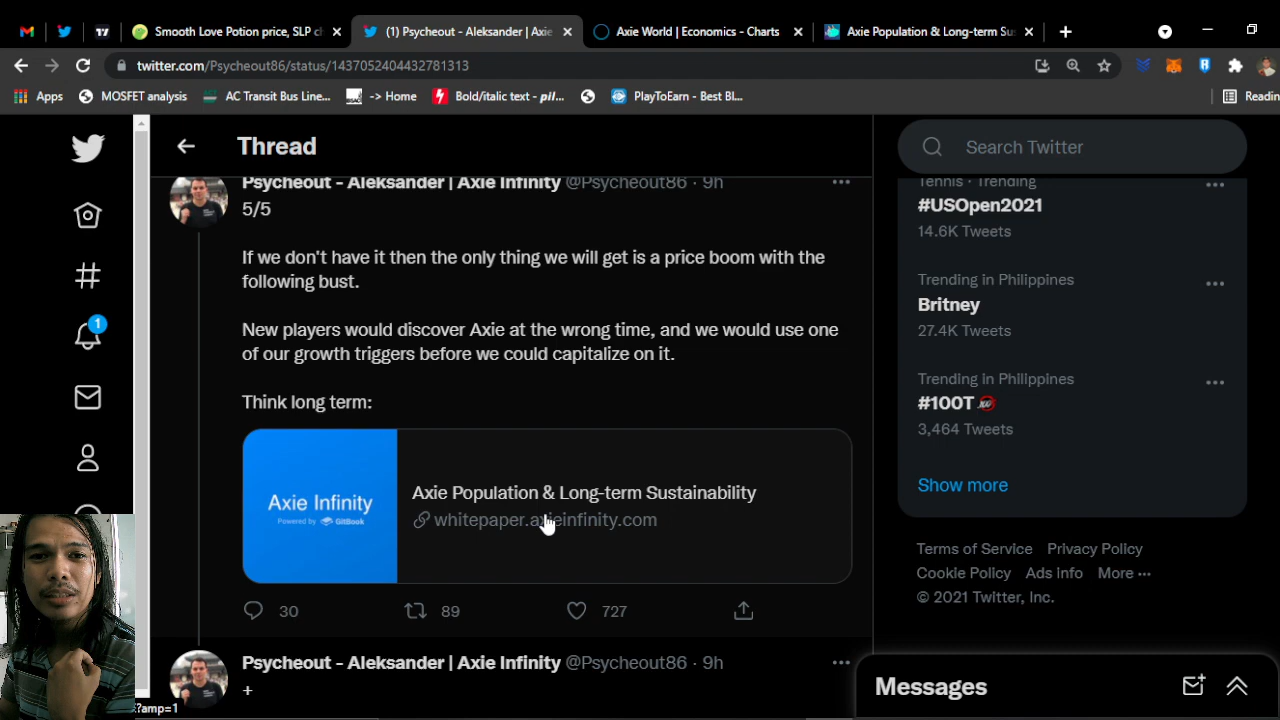 Smooth Love Potion price, SLP ch
(1) Psycheout - Aleksander | Axie
Axie World | Economics - Charts
Axie Population & Long-term Su
twitter.com/Psycheout86/status/1437052404432781313
Apps
MOSFET analysis
AC Transit Bus Line...
-> Home
Bold/italic text - pil...
PlayToEarn - Best Bl...
Readin
Thread
Search Twitter
Psycheout - Aleksander | Axie Infinity @Psycheout86 · 9h
5/5
If we don't have it then the only thing we will get is a price boom with the
following bust.
New players would discover Axie at the wrong time, and we would use one
of our growth triggers before we could capitalize on it.
Think long term:
Axie Infinity
Powered by GitBook
Axie Population & Long-term Sustainability
whitepaper.axieinfinity.com
30
89
727
Psycheout - Aleksander | Axie Infinity @Psycheout86 · 9h
+
Tennis · Trending
#USOpen2021
14.6K Tweets
Trending in Philippines
Britney
27.4K Tweets
Trending in Philippines
#100T
3,464 Tweets
Show more
Terms of Service Privacy Policy
Cookie Policy Ads Info More ···
© 2021 Twitter, Inc.
Messages
1
?amp=1